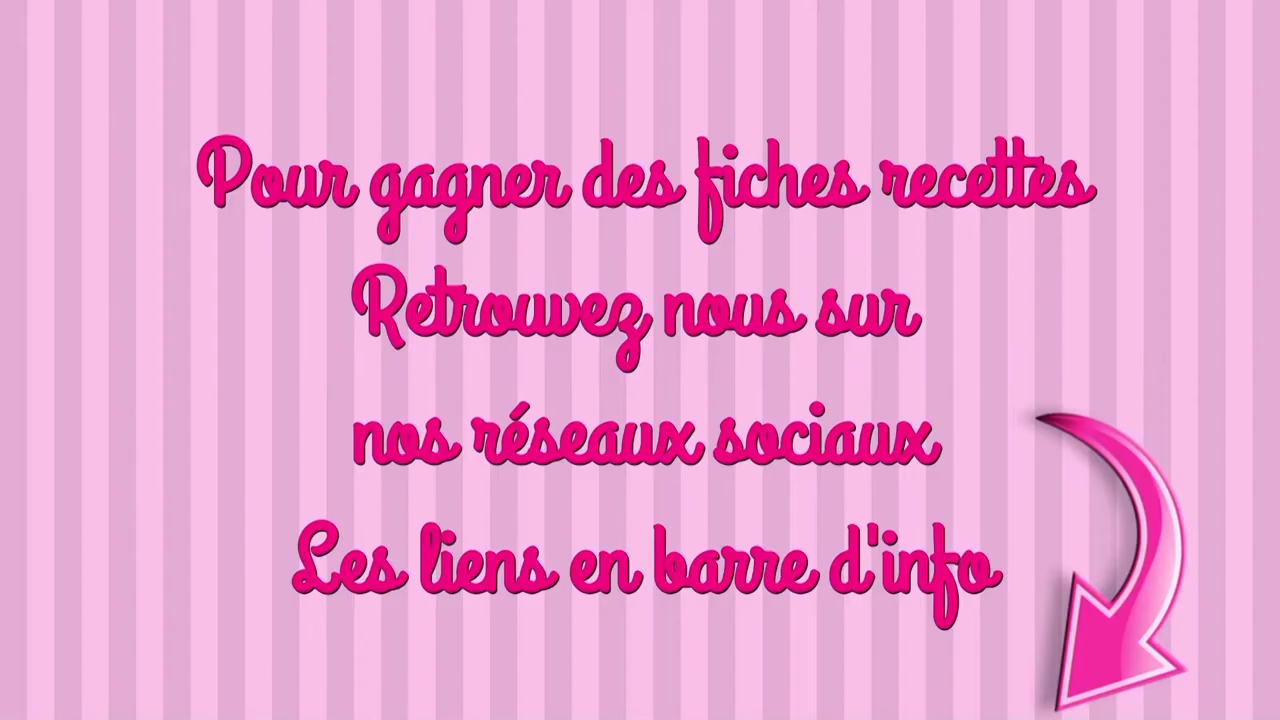 Pour gagner des fiches recettes
Retrouvez nous sur
nos réseaux sociaux
Les liens en barre d'info